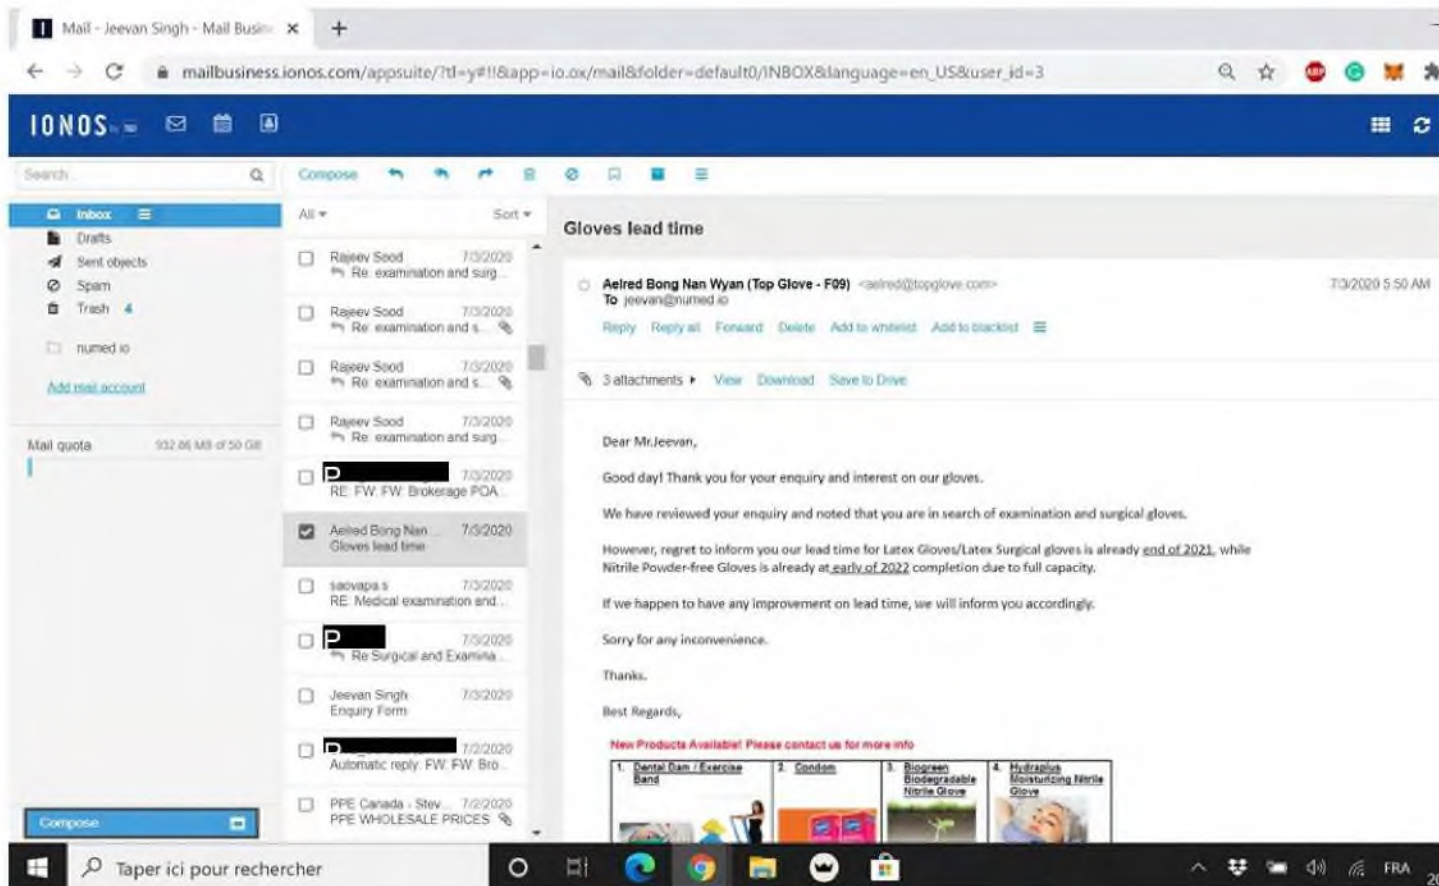 Mail - Jeevan Singh - Mail Busin
mailbusiness.ionos.com/appsuite/?tl=y#!!&app=io.ox/mail&folder=default0/INBOX&language=en_US&user_id=3
ABP
IONOS
Search...
Compose
Inbox
Drafts
Sent objects
Spam
Trash 4
numed io
Add mail account
Mail quota 932.86 MB of 50 GB
Compose
All Sort
Rajeev Sood 7/3/2020
Re: examination and surg...
Rajeev Sood 7/3/2020
Re: examination and s...
Rajeev Sood 7/3/2020
Re: examination and s...
Rajeev Sood 7/3/2020
Re: examination and surg...
P 7/3/2020
RE: FW: FW: Brokerage POA...
Aelred Bong Nan ... 7/3/2020
Gloves lead time
saovapa.s 7/3/2020
RE: Medical examination and...
P 7/3/2020
Re Surgical and Examina...
Jeevan Singh 7/3/2020
Enquiry Form
7/2/2020
Automatic reply: FW: FW: Bro...
PPE Canada - Stev... 7/2/2020
PPE WHOLESALE PRICES
Gloves lead time
Aelred Bong Nan Wyan (Top Glove - F09) <aelred@topglove.com> 7/3/2020 5:50 AM
To jeevan@numed.io
Reply Reply all Forward Delete Add to whitelist Add to blacklist
3 attachments View Download Save to Drive
Dear Mr.Jeevan,
Good day! Thank you for your enquiry and interest on our gloves.
We have reviewed your enquiry and noted that you are in search of examination and surgical gloves.
However, regret to inform you our lead time for Latex Gloves/Latex Surgical gloves is already end of 2021, while
Nitrile Powder-free Gloves is already at early of 2022 completion due to full capacity.
If we happen to have any improvement on lead time, we will inform you accordingly.
Sorry for any inconvenience.
Thanks.
Best Regards,
New Products Available! Please contact us for more info
1. Dental Dam / Exercise
Band
2. Condom
3. Biogreen
Biodegradable
Nitrile Glove
4. Hydraplus
Moisturizing Nitrile
Glove
Taper ici pour rechercher
FRA
20